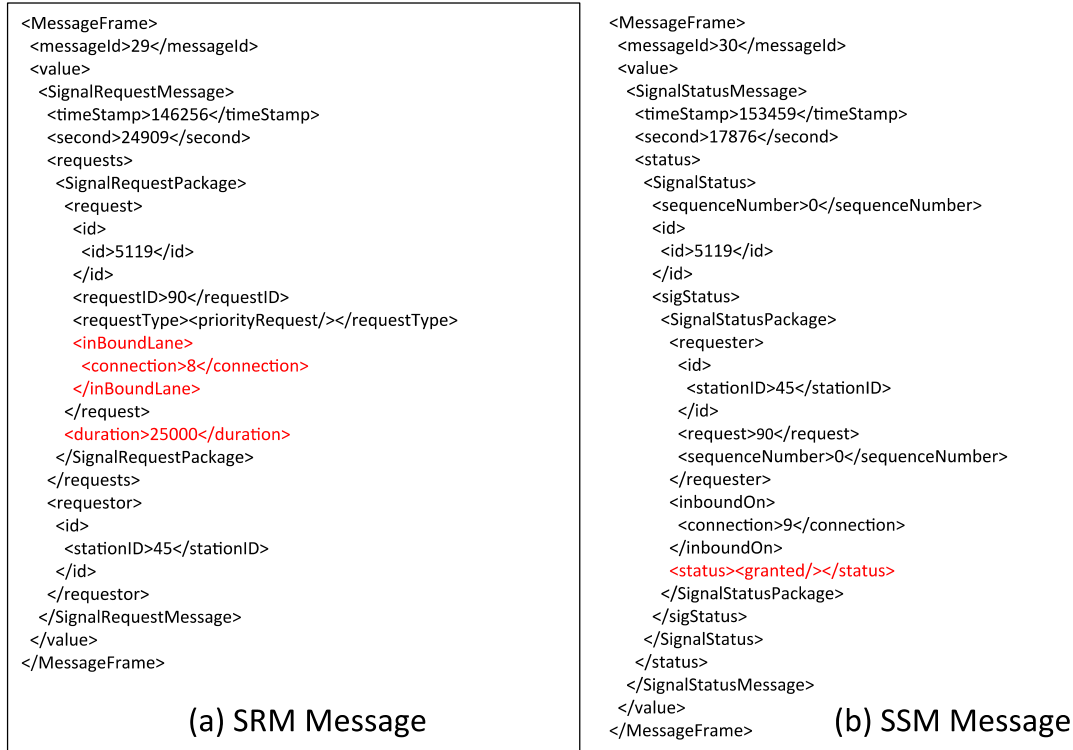 <MessageFrame>
<messageId>29</messageId>
<value>
<SignalRequestMessage>
<timeStamp>146256</timeStamp>
<second>24909</second>
<requests>
<SignalRequestPackage>
<request>
<id>
<id>5119</id>
</id>
<requestID>90</requestID>
<requestType><priorityRequest/></requestType>
<inBoundLane>
<connection>8</connection>
</inBoundLane>
</request>
<duration>25000</duration>
</SignalRequestPackage>
</requests>
<requestor>
<id>
<stationID>45</stationID>
</id>
</requestor>
</SignalRequestMessage>
</value>
</MessageFrame>
(a) SRM Message
<MessageFrame>
<messageId>30</messageId>
<value>
<SignalStatusMessage>
<timeStamp>153459</timeStamp>
<second>17876</second>
<status>
<SignalStatus>
<sequenceNumber>0</sequenceNumber>
<id>
<id>5119</id>
</id>
<sigStatus>
<SignalStatusPackage>
<requester>
<id>
<stationID>45</stationID>
</id>
<request>90</request>
<sequenceNumber>0</sequenceNumber>
</requester>
<inboundOn>
<connection>9</connection>
</inboundOn>
<status><granted/></status>
</SignalStatusPackage>
</sigStatus>
</SignalStatus>
</status>
</SignalStatusMessage>
</value>
</MessageFrame>
(b) SSM Message